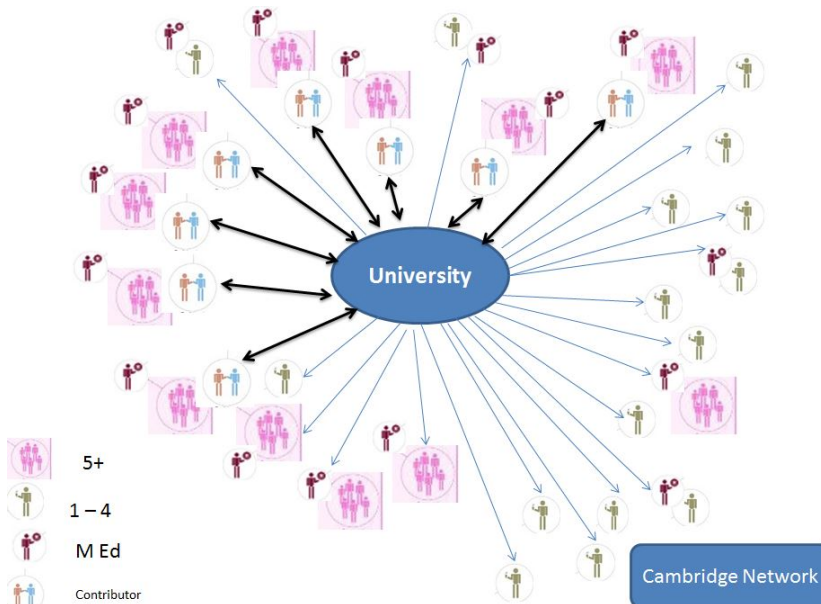 University
5+
1 – 4
M Ed
Contributor
Cambridge Network